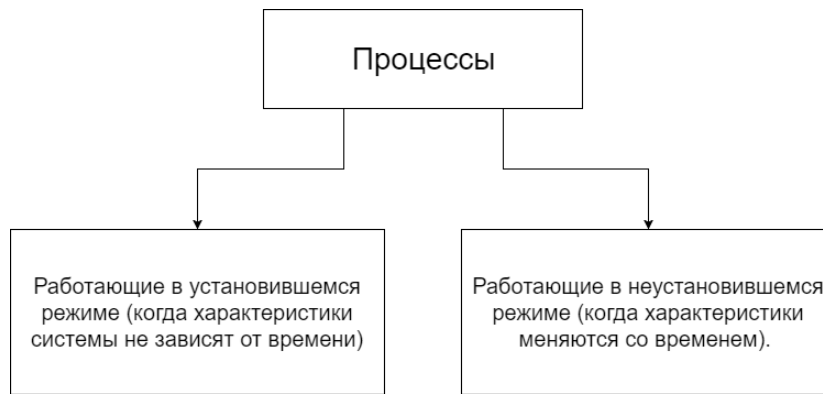 Процессы
Работающие в установившемся
режиме (когда характеристики
системы не зависят от времени)
Работающие в неустановившемся
режиме (когда характеристики
меняются со временем).